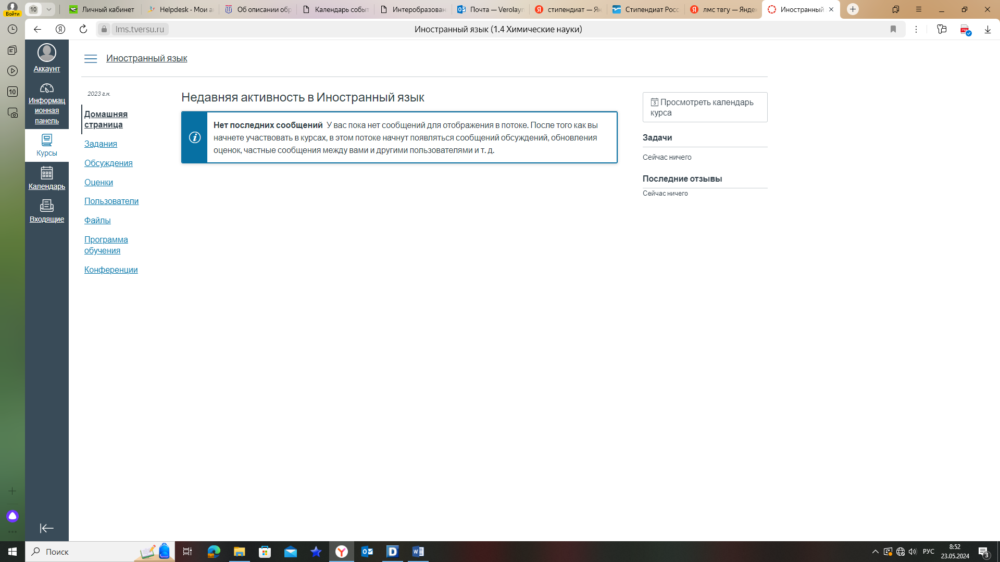 Войти
10
Личный кабинет
Helpdesk - Мои а
Об описании обр
Календарь событ
Интеробразован
Почта — Verolayn
стипендиат — Ян
Стипендиат Росс
лмс твгу — Яндек
Иностранный
lms.tversu.ru
Иностранный язык (1.4 Химические науки)
10
Аккаунт
Информац
ионная
панель
Курсы
Календарь
Входящие
Иностранный язык
2023 г.н.
Домашняя
страница
Задания
Обсуждения
Оценки
Пользователи
Файлы
Программа
обучения
Конференции
Недавняя активность в Иностранный язык
Нет последних сообщений У вас пока нет сообщений для отображения в потоке. После того как вы
начнете участвовать в курсах, в этом потоке начнут появляться сообщений обсуждений, обновления
оценок, частные сообщения между вами и другими пользователями и т. д.
Просмотреть календарь
курса
Задачи
Сейчас ничего
Последние отзывы
Сейчас ничего
Поиск
РУС
8:52
23.05.2024
3